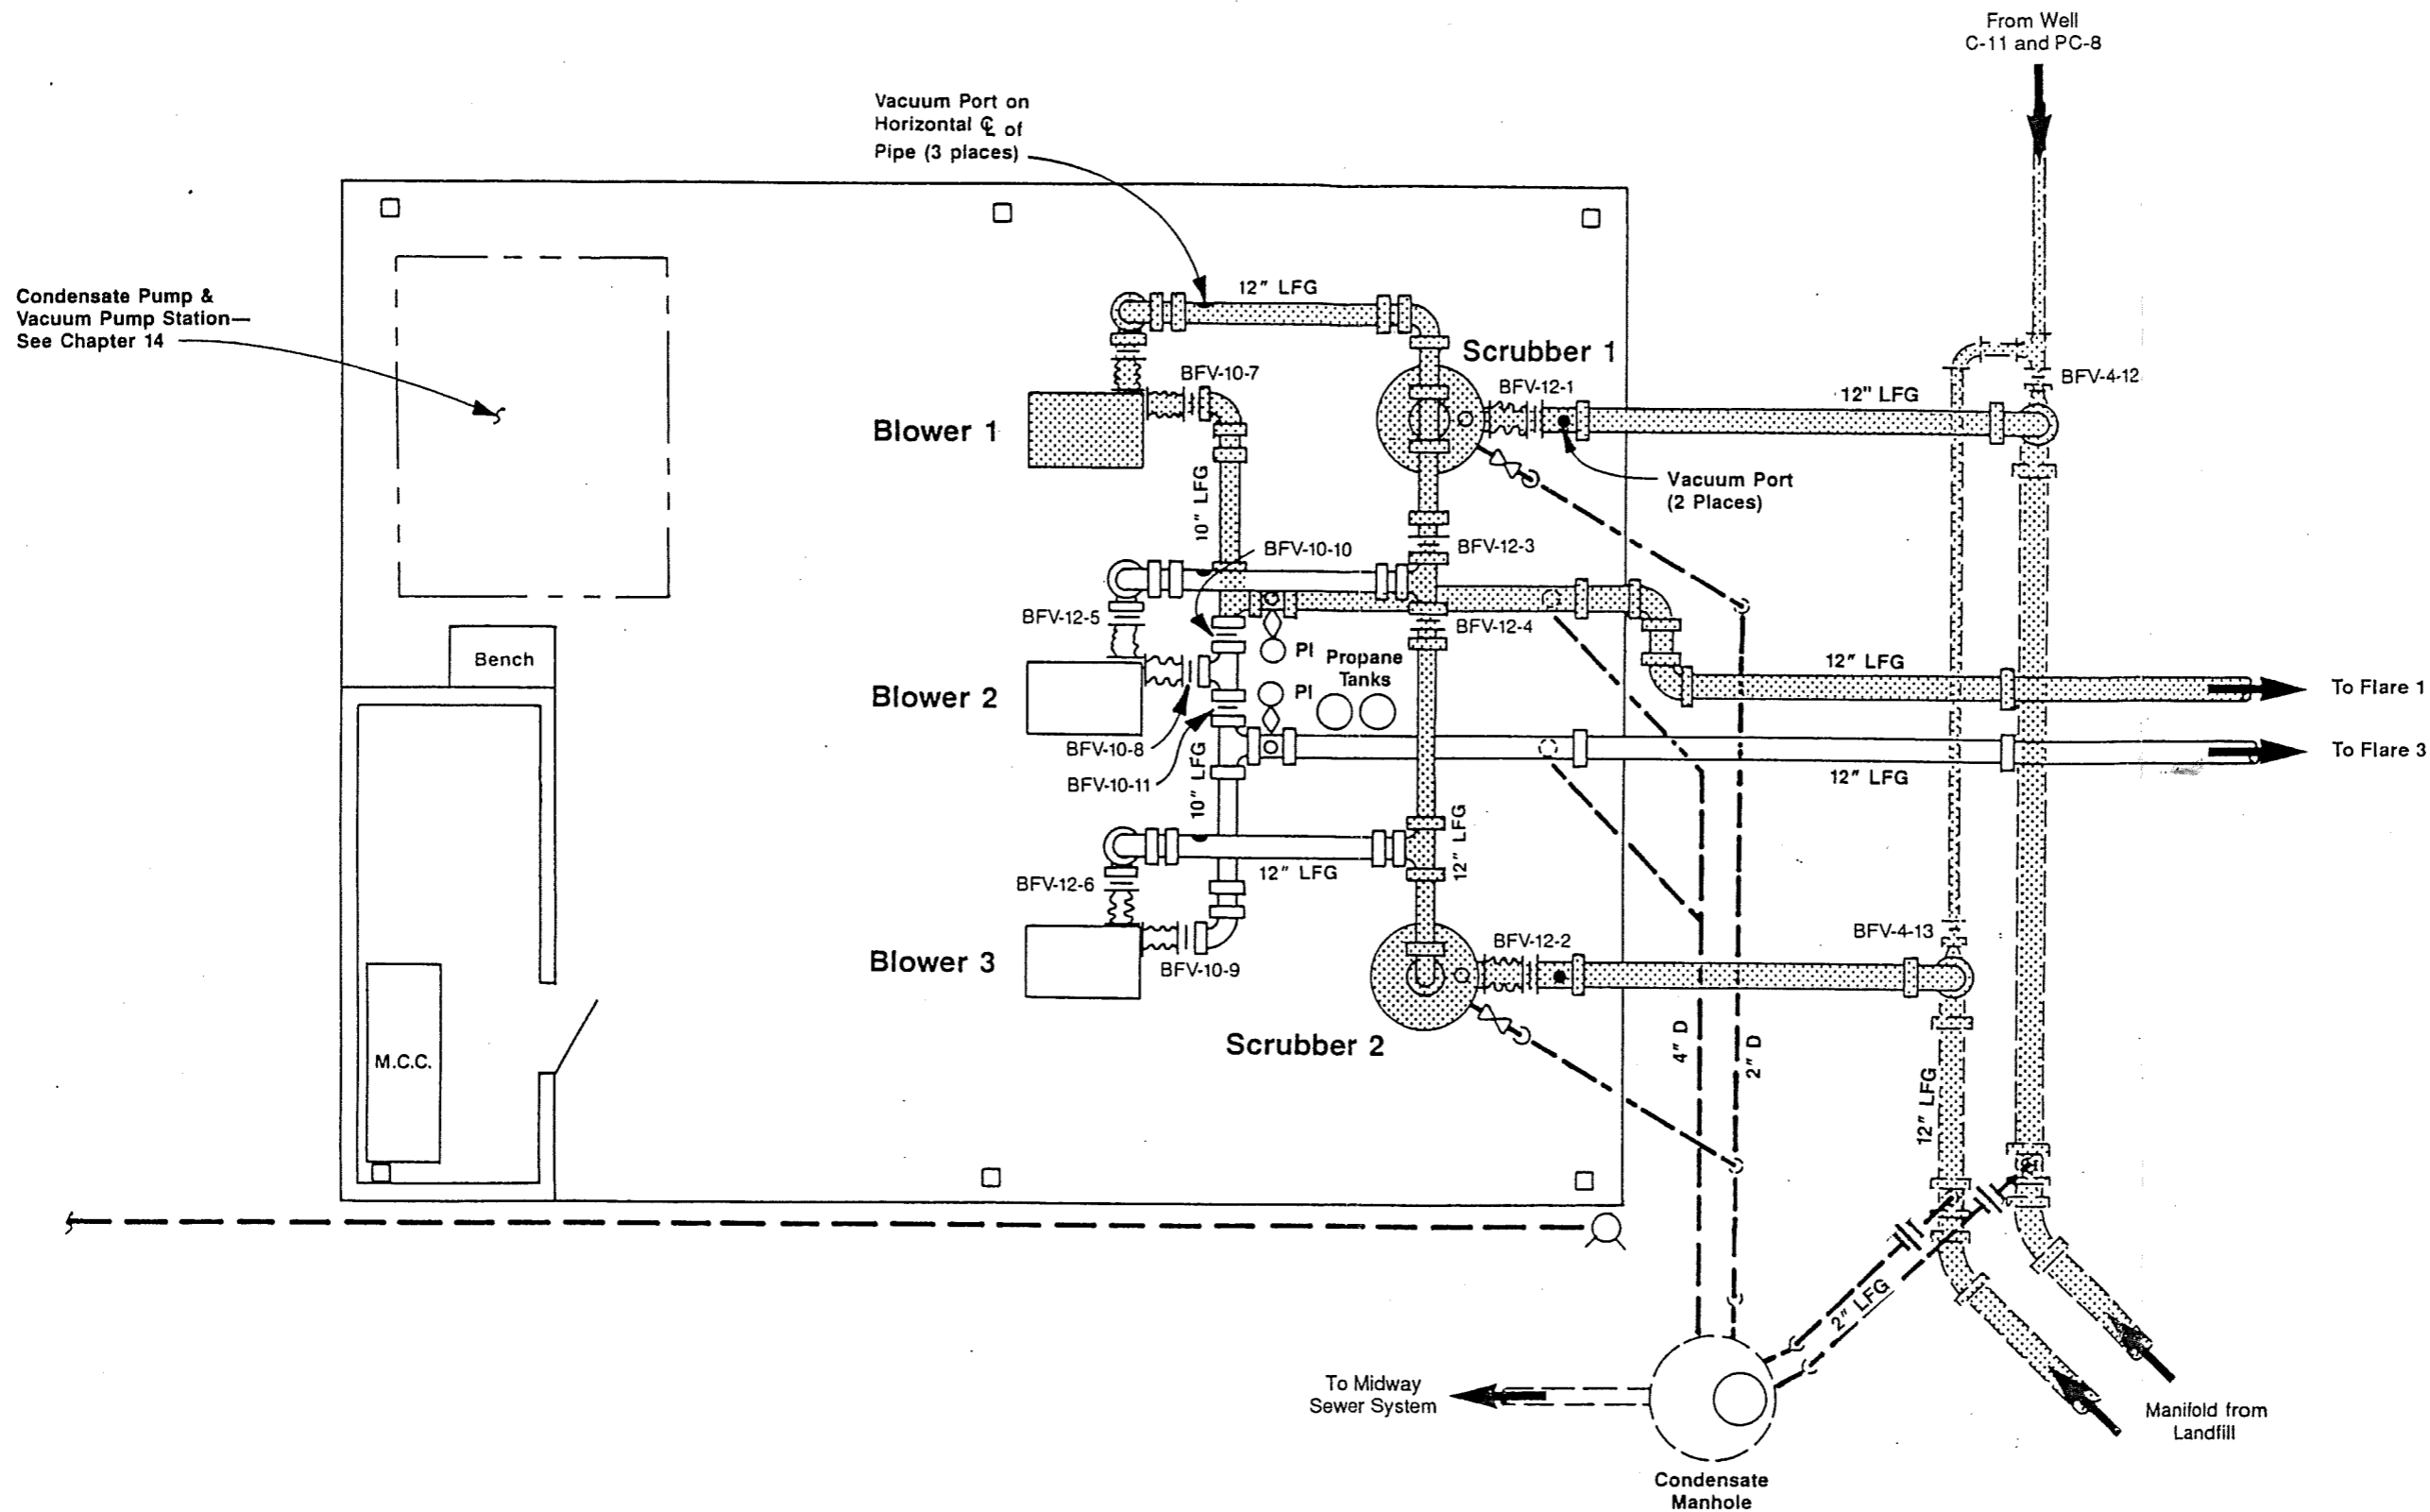 From Well
C-11 and PC-8
Vacuum Port on
Horizontal ℄ of
Pipe (3 places)
Condensate Pump &
Vacuum Pump Station—
See Chapter 14
12" LFG
Scrubber 1
BFV-10-7
BFV-12-1
BFV-4-12
12" LFG
Blower 1
Vacuum Port
(2 Places)
10" LFG
BFV-10-10
BFV-12-3
BFV-12-5
BFV-12-4
Bench
PI
Propane
Tanks
PI
12" LFG
To Flare 1
Blower 2
BFV-10-8
BFV-10-11
10" LFG
12" LFG
To Flare 3
12" LFG
12" LFG
BFV-12-6
BFV-4-13
BFV-12-2
Blower 3
BFV-10-9
Scrubber 2
4" D
2" D
M.C.C.
12" LFG
2" LFG
To Midway
Sewer System
Manifold from
Landfill
Condensate
Manhole